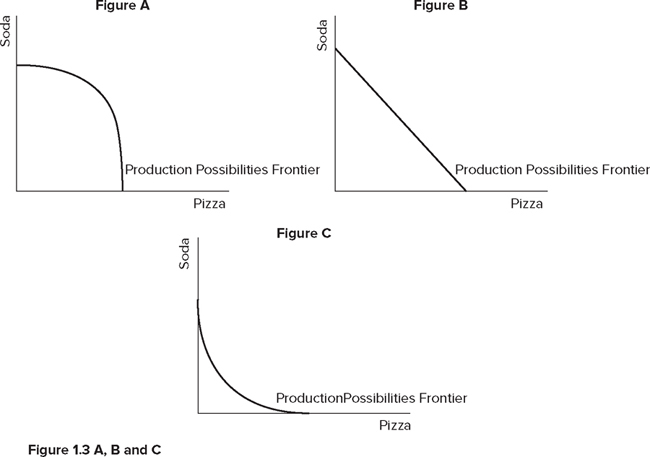 Figure A
Figure B
Soda
Soda
Production Possibilities Frontier
Production Possibilities Frontier
Pizza
Pizza
Figure C
Soda
ProductionPossibilities Frontier
Pizza
Figure 1.3 A, B and C